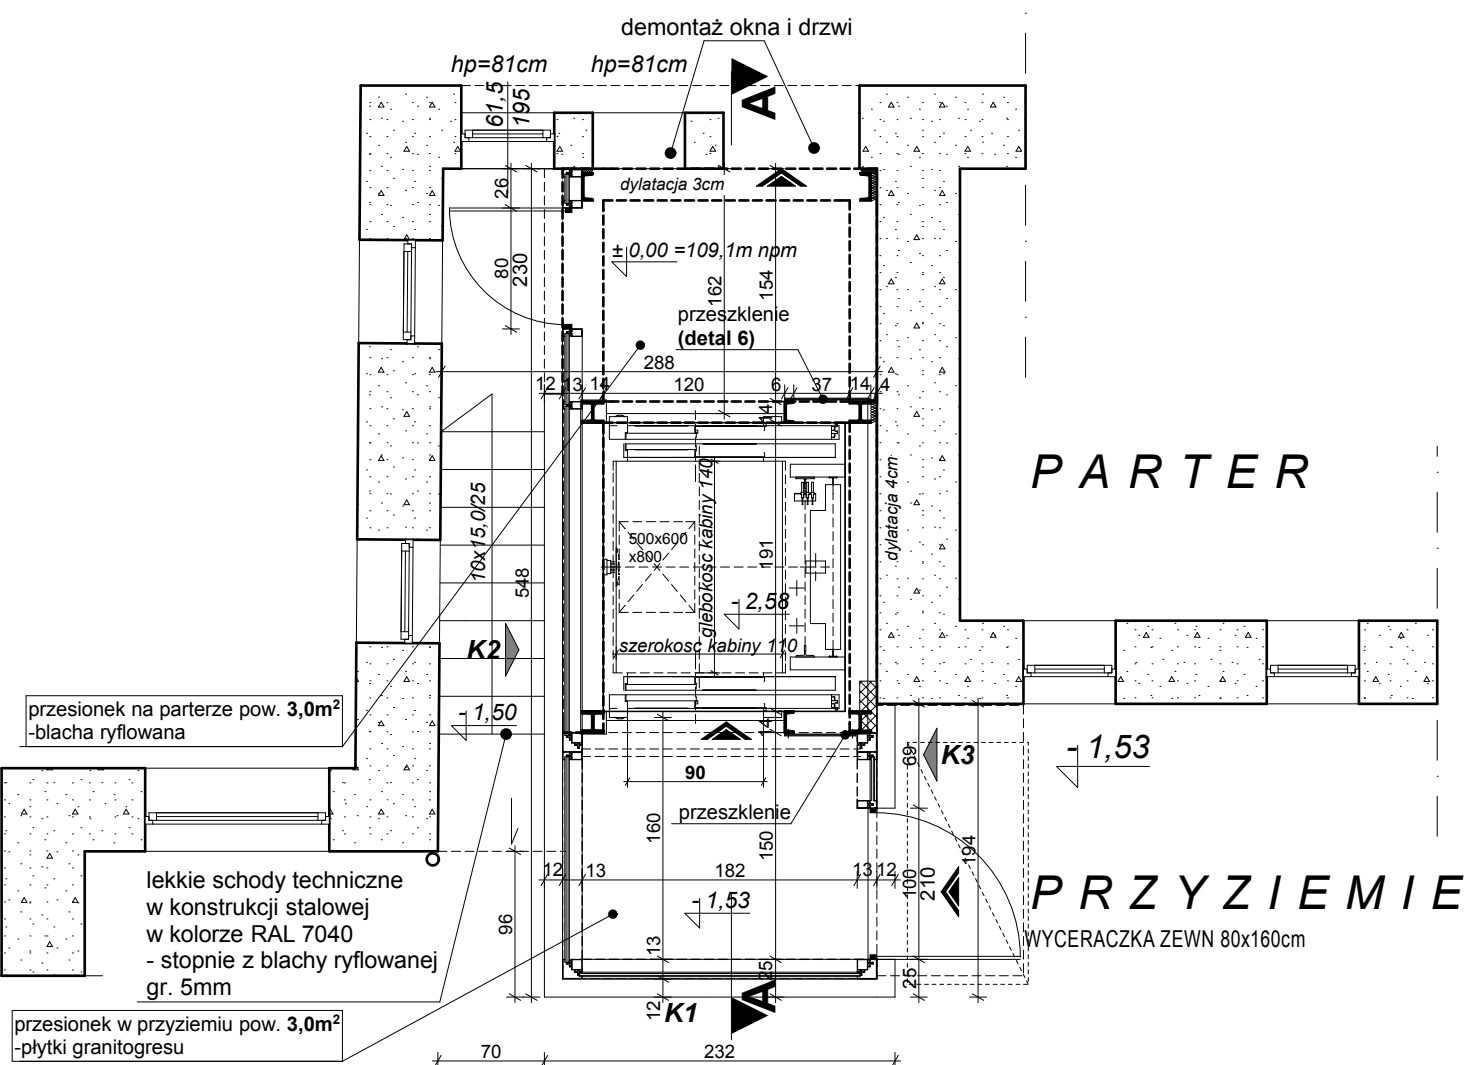 demontaż okna i drzwi
hp=81cm
hp=81cm
61,5
195
A
26
dylatacja 3cm
± 0,00 =109,1m npm
80
230
162
154
przeszklenie
(detal 6)
288
12
13
14
120
6
37
14
4
14
PARTER
10x15,0/25
548
500x600
x800
glebokosc kabiny 140
191
dylatacja 4cm
- 2,58
szerokosc kabiny 110
K2
przesionek na parterze pow. 3,0m²
-blacha ryflowana
- 1,50
14
90
69
K3
- 1,53
przeszklenie
160
150
194
12
13
182
13
12
100
210
lekkie schody techniczne
w konstrukcji stalowej
w kolorze RAL 7040
- stopnie z blachy ryflowanej
gr. 5mm
96
- 1,53
PRZYZIEMIE
WYCERACZKA ZEWN 80x160cm
13
25
25
12
K1
A
przesionek w przyziemiu pow. 3,0m²
-płytki granitogresu
70
232